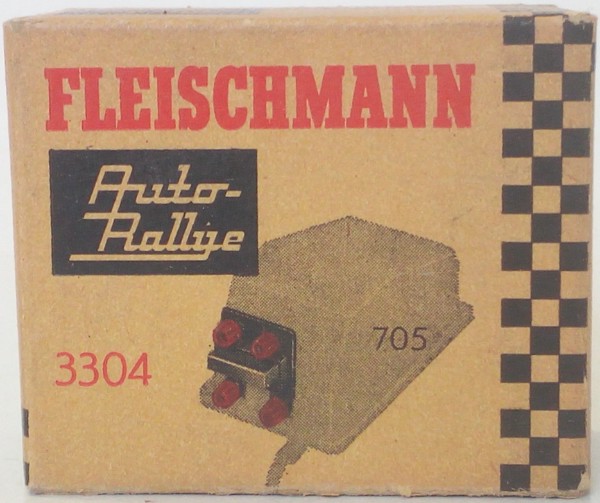 FLEISCHMANN
Auto-
Rallye
705
3304